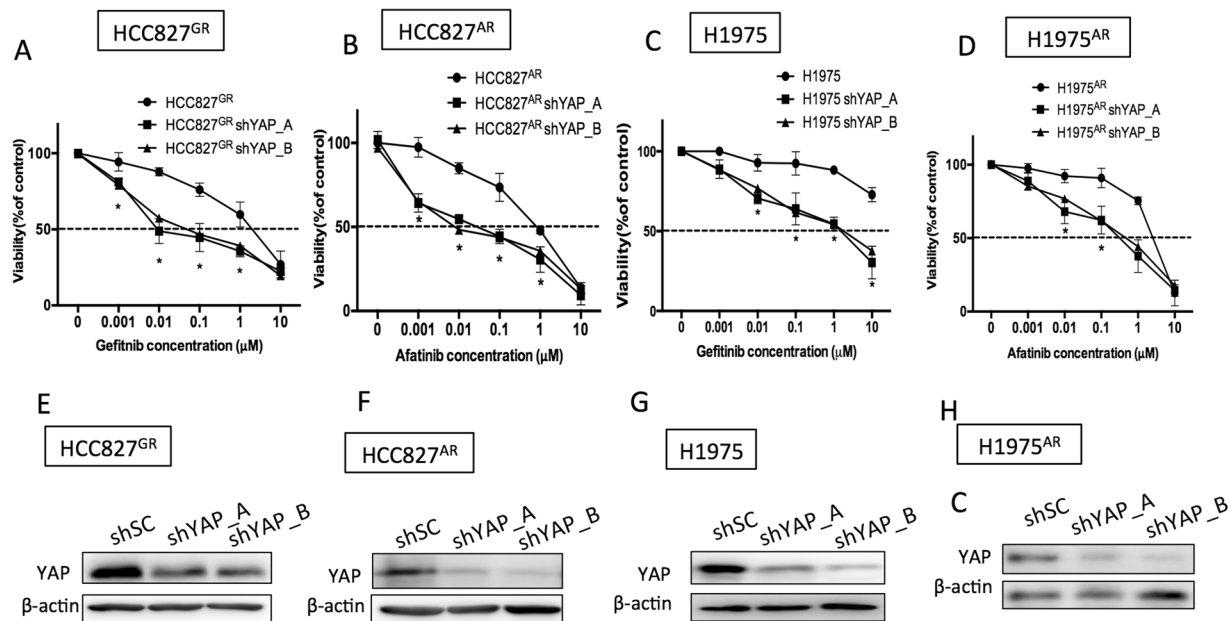 A
HCC827GR
HCC827GR
HCC827GR shYAP_A
HCC827GR shYAP_B
Viability(%of control)
100
50
0
0 0.001 0.01 0.1 1 10
* * * *
Gefitnib concentration (μM)
B
HCC827AR
HCC827AR
HCC827AR shYAP_A
HCC827AR shYAP_B
Viability(%of control)
100
50
0
0 0.001 0.01 0.1 1 10
* * * *
Afatinib concentration (μM)
C
H1975
H1975
H1975 shYAP_A
H1975 shYAP_B
Viability(%of control)
100
50
0
0 0.001 0.01 0.1 1 10
* * * *
Gefitinib concentration (μM)
D
H1975AR
H1975AR
H1975AR shYAP_A
H1975AR shYAP_B
Viability(%of control)
100
50
0
0 0.001 0.01 0.1 1 10
* *
Afatinib concentration (μM)
E
HCC827GR
shSC shYAP_A shYAP_B
YAP
β-actin
F
HCC827AR
shSC shYAP_A shYAP_B
YAP
β-actin
G
H1975
shSC shYAP_A shYAP_B
YAP
β-actin
H
H1975AR
C
shSC shYAP_A shYAP_B
YAP
β-actin